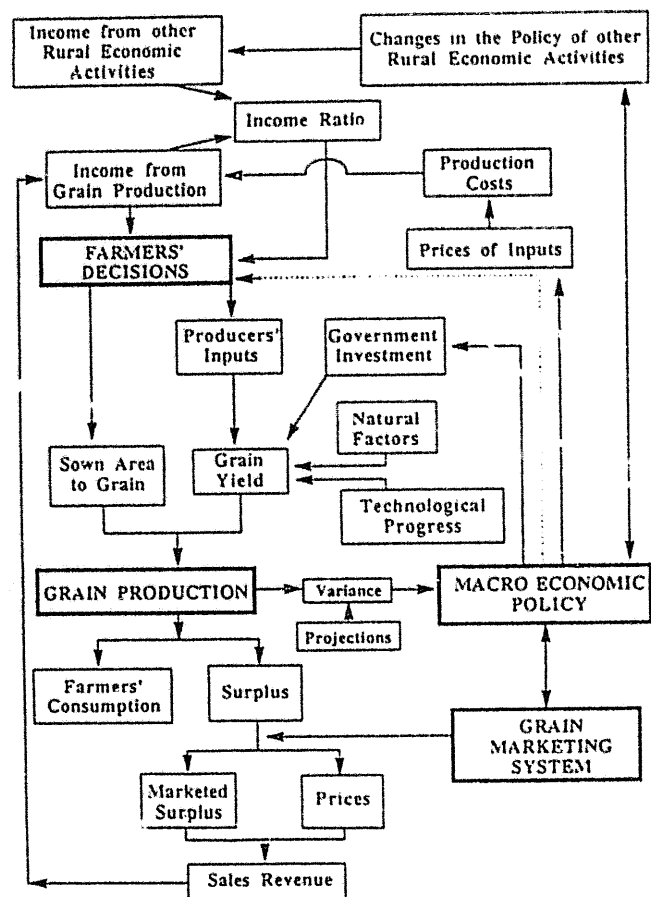 Income from other
Rural Economic
Activities
Changes in the Policy of other
Rural Economic Activities
Income Ratio
Income from
Grain Production
Production
Costs
FARMERS'
DECISIONS
Prices of Inputs
Producers'
Inputs
Government
Investment
Natural
Factors
Sown Area
to Grain
Grain
Yield
Technological
Progress
GRAIN PRODUCTION
Variance
MACRO ECONOMIC
POLICY
Projections
Farmers'
Consumption
Surplus
GRAIN
MARKETING
SYSTEM
Marketed
Surplus
Prices
Sales Revenue